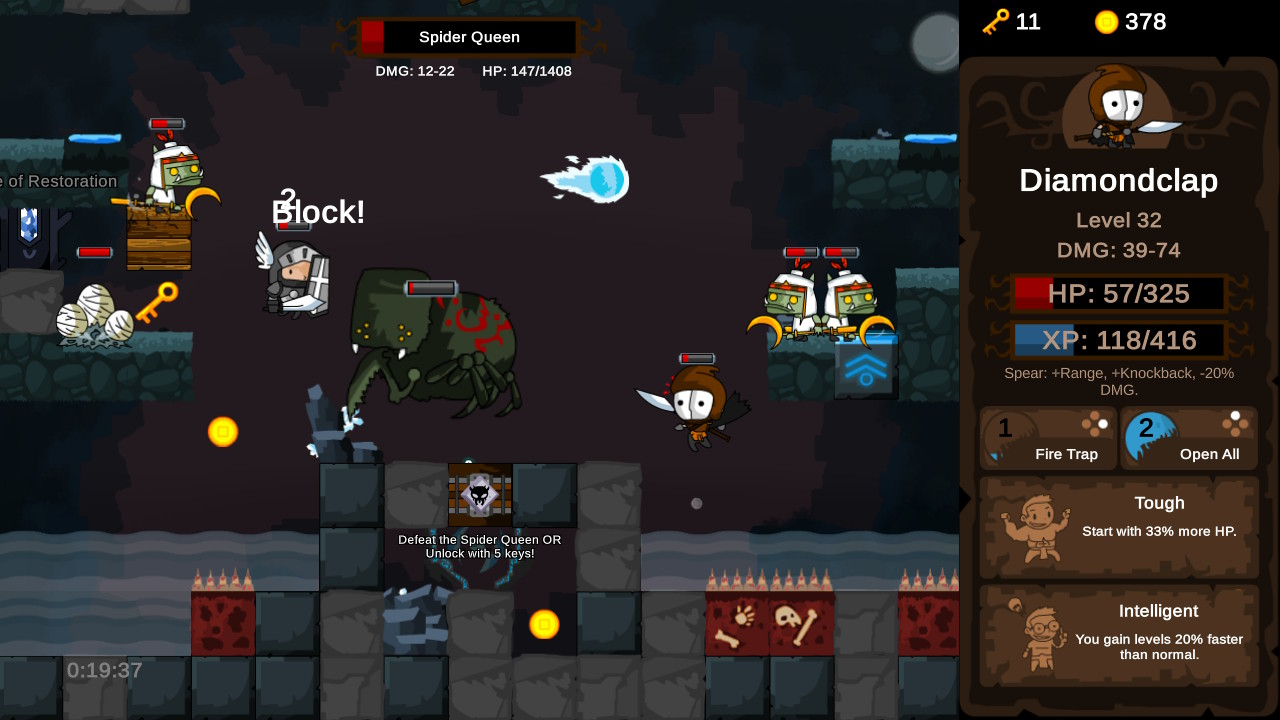 11
378
Spider Queen
DMG: 12-22 HP: 147/1408
e of Restoration
2
Block!
Defeat the Spider Queen OR
Unlock with 5 keys!
0:19:37
Diamondclap
Level 32
DMG: 39-74
HP: 57/325
XP: 118/416
Spear: +Range, +Knockback, -20%
DMG.
1
Fire Trap
2
Open All
Tough
Start with 33% more HP.
Intelligent
You gain levels 20% faster
than normal.